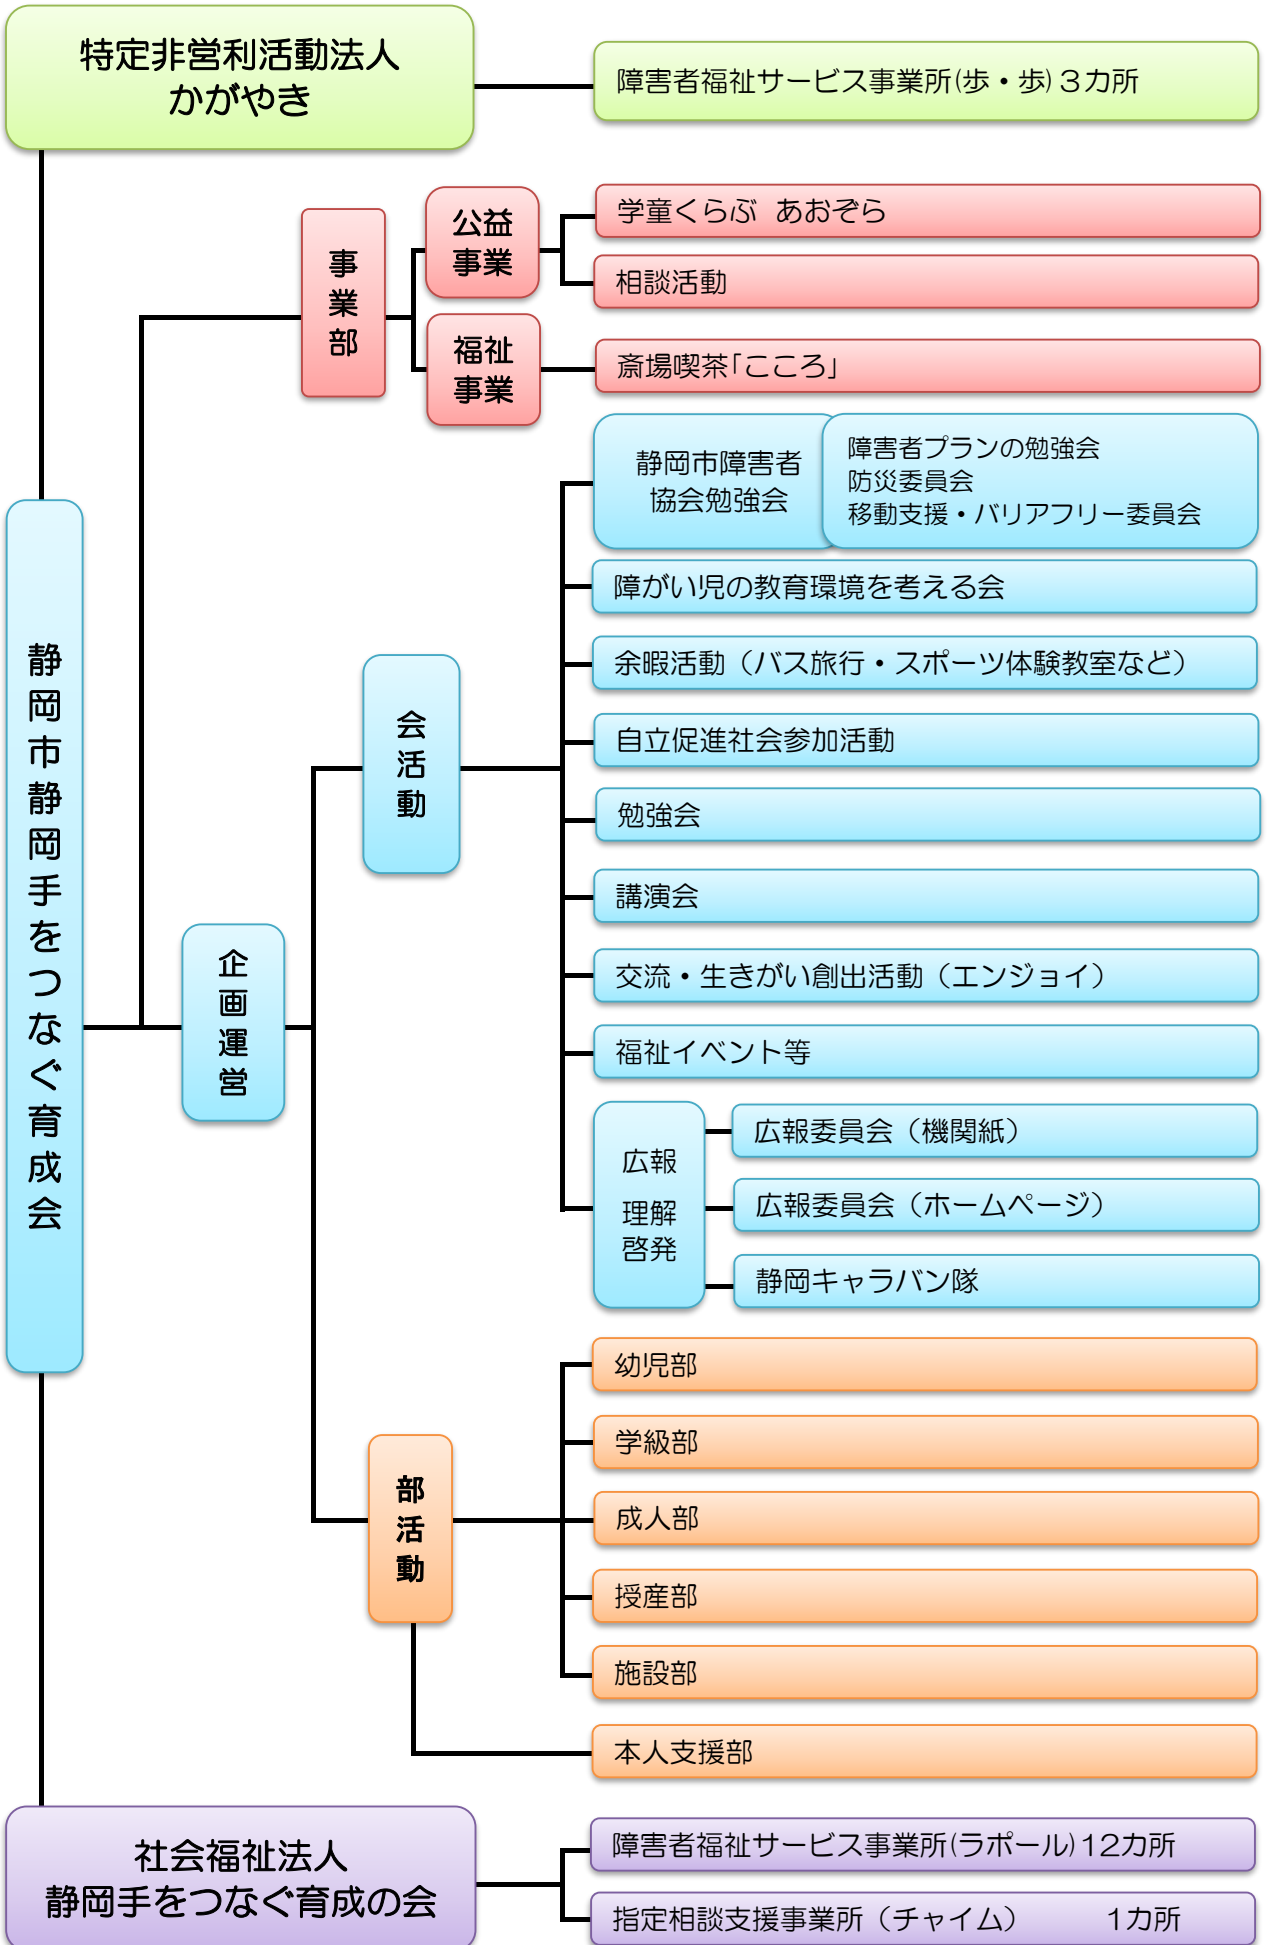 特定非営利活動法人
かがやき
障害者福祉サービス事業所(歩・歩)３カ所
事業部
公益
事業
学童くらぶ　あおぞら
相談活動
福祉
事業
斎場喫茶｢こころ｣
静岡市静岡手をつなぐ育成会
企画運営
会活動
静岡市障害者
協会勉強会
障害者プランの勉強会
防災委員会
移動支援・バリアフリー委員会
障がい児の教育環境を考える会
余暇活動（バス旅行・スポーツ体験教室など）
自立促進社会参加活動
勉強会
講演会
交流・生きがい創出活動（エンジョイ）
福祉イベント等
広報
理解
啓発
広報委員会（機関紙）
広報委員会（ホームページ）
静岡キャラバン隊
部活動
幼児部
学級部
成人部
授産部
施設部
本人支援部
社会福祉法人
静岡手をつなぐ育成の会
障害者福祉サービス事業所(ラポール)12カ所
指定相談支援事業所（チャイム）　　　1カ所